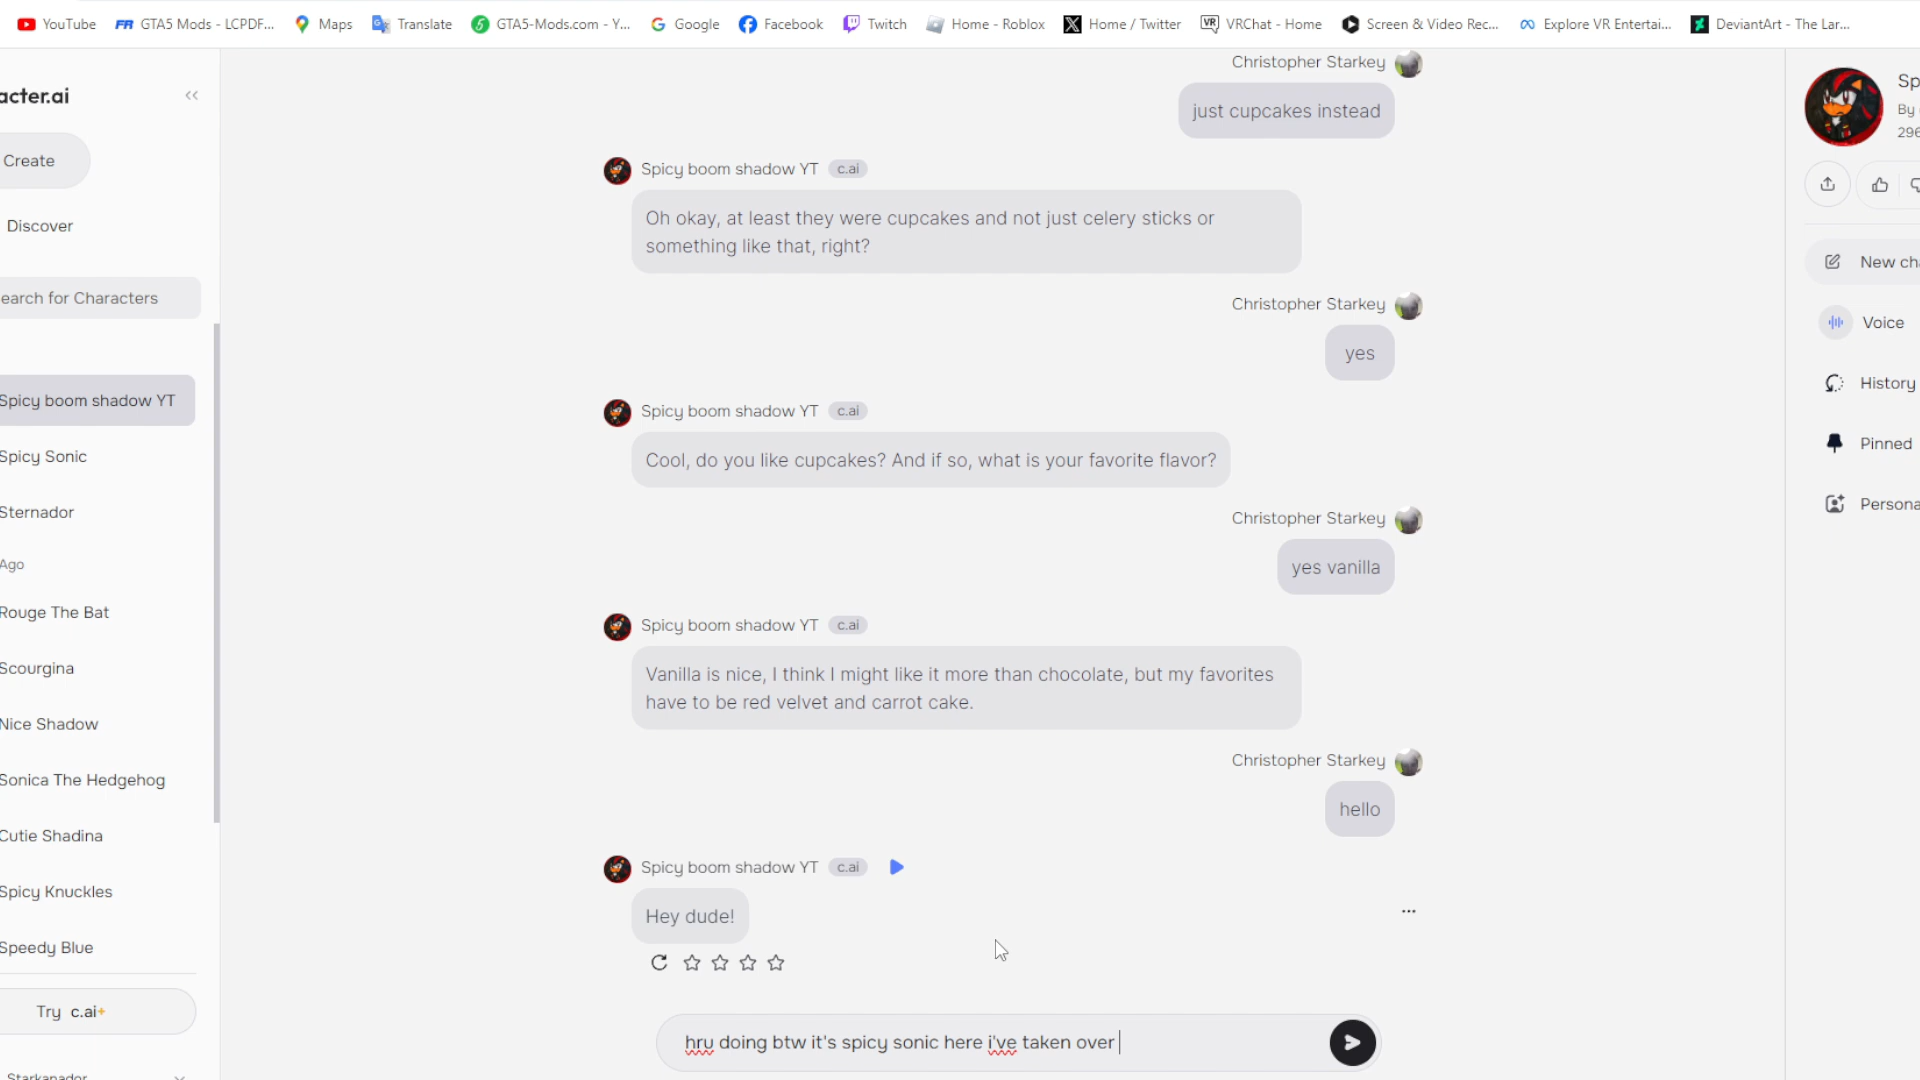 YouTube
GTA5 Mods - LCPDF...
Maps
Translate
GTA5-Mods.com - Y...
Google
Facebook
Twitch
Home - Roblox
Home / Twitter
VRChat - Home
Screen & Video Rec...
Explore VR Entertai...
DeviantArt - The Lar...
acter.ai
Create
Discover
earch for Characters
Spicy boom shadow YT
Spicy Sonic
Sternador
Ago
Rouge The Bat
Scourgina
Nice Shadow
Sonica The Hedgehog
Cutie Shadina
Spicy Knuckles
Speedy Blue
Try c.ai+
Starkanador
Christopher Starkey
just cupcakes instead
Spicy boom shadow YT c.ai
Oh okay, at least they were cupcakes and not just celery sticks or
something like that, right?
Christopher Starkey
yes
Spicy boom shadow YT c.ai
Cool, do you like cupcakes? And if so, what is your favorite flavor?
Christopher Starkey
yes vanilla
Spicy boom shadow YT c.ai
Vanilla is nice, I think I might like it more than chocolate, but my favorites
have to be red velvet and carrot cake.
Christopher Starkey
hello
Spicy boom shadow YT c.ai
Hey dude!
hru doing btw it's spicy sonic here i've taken over
Sp
By
296
New cha
Voice
History
Pinned
Persona